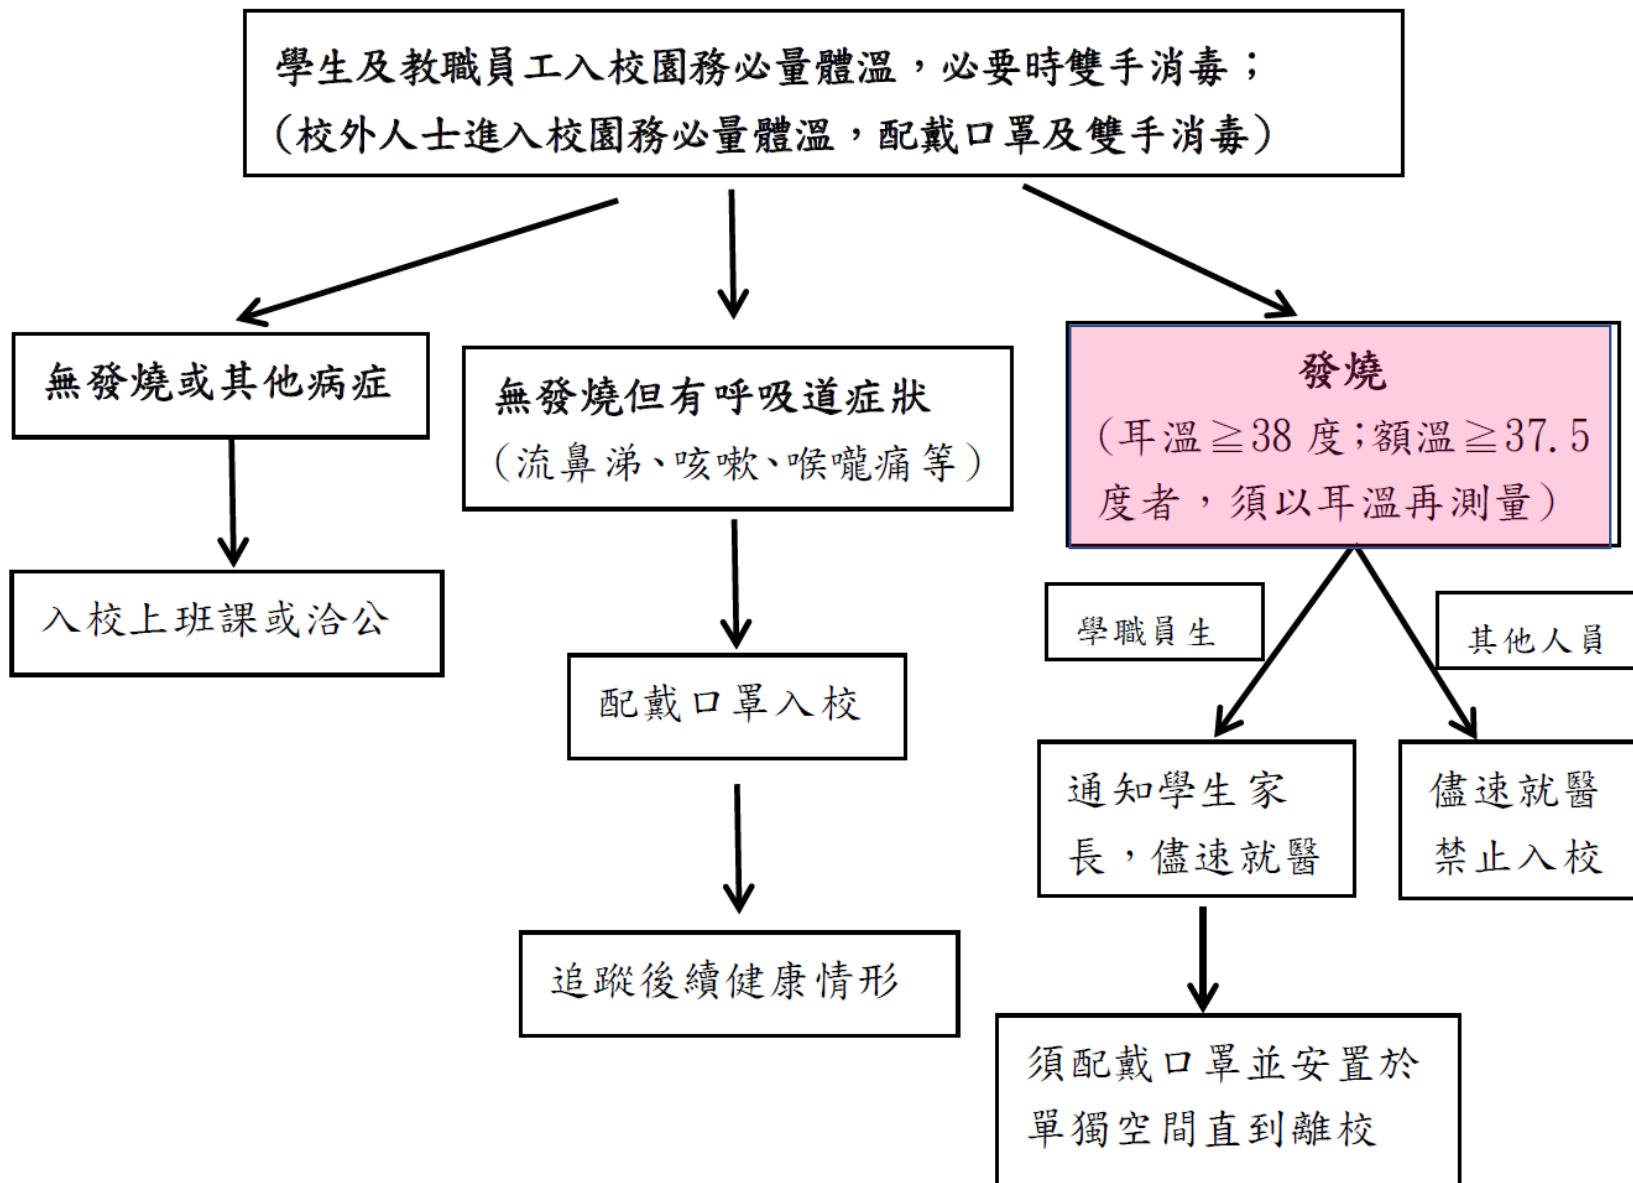 學生及教職員工入校園務必量體溫，必要時雙手消毒；
(校外人士進入校園務必量體溫，配戴口罩及雙手消毒)
無發燒或其他病症
入校上班課或洽公
無發燒但有呼吸道症狀
(流鼻涕、咳嗽、喉嚨痛等)
配戴口罩入校
追蹤後續健康情形
發燒
(耳溫≧38度;額溫≧37.5
度者，須以耳溫再測量)
學職員生
其他人員
通知學生家
長，儘速就醫
儘速就醫
禁止入校
須配戴口罩並安置於
單獨空間直到離校